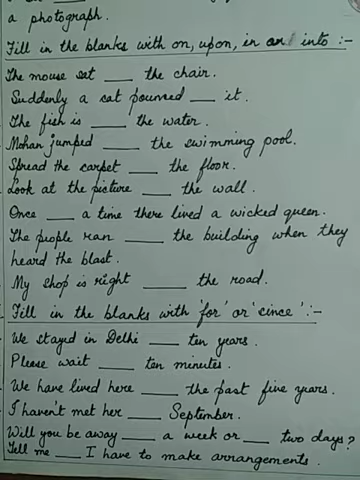 a photograph.
Fill in the blanks with on, upon, in or into :-
The mouse sat ___ the chair.
Suddenly a cat pounced ___ it.
The fish is ___ the water.
Mohan jumped ___ the swimming pool.
Spread the carpet ___ the floor.
Look at the picture ___ the wall.
Once ___ a time there lived a wicked queen.
The people ran ___ the building when they
heard the blast.
My shop is right ___ the road.
Fill in the blanks with 'for' or 'since' :-
We stayed in Delhi ___ ten years.
Please wait ___ ten minutes.
We have lived here ___ the past five years.
I haven't met her ___ September.
Will you be away ___ a week or ___ two days?
Tell me ___ I have to make arrangements.